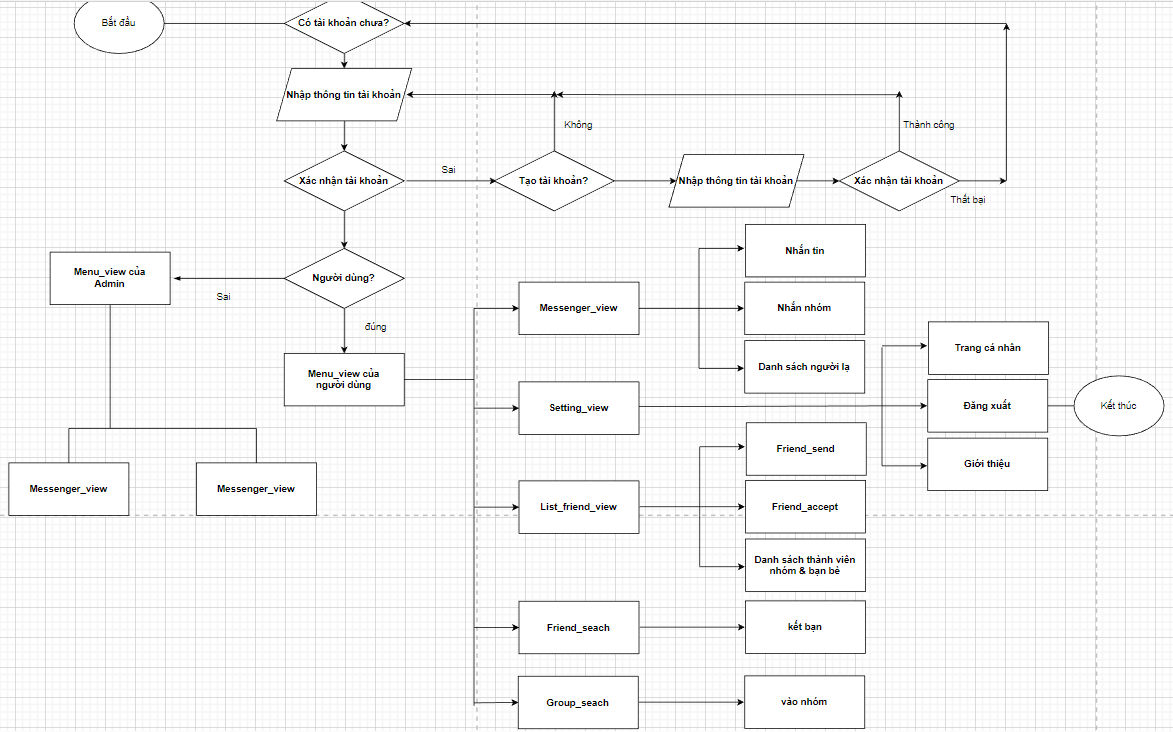 Bắt đầu
Có tài khoản chưa?
Nhập thông tin tài khoản
Không
Thành công
Xác nhận tài khoản
Sai
Tạo tài khoản?
Nhập thông tin tài khoản
Xác nhận tài khoản
Thất bại
Người dùng?
Menu_view của
Admin
Sai
đúng
Menu_view của
người dùng
Messenger_view
Messenger_view
Messenger_view
Nhắn tin
Nhắn nhóm
Danh sách người lạ
Setting_view
Trang cá nhân
Đăng xuất
Kết thúc
Giới thiệu
List_friend_view
Friend_send
Friend_accept
Danh sách thành viên
nhóm & bạn bè
Friend_seach
kết bạn
Group_seach
vào nhóm